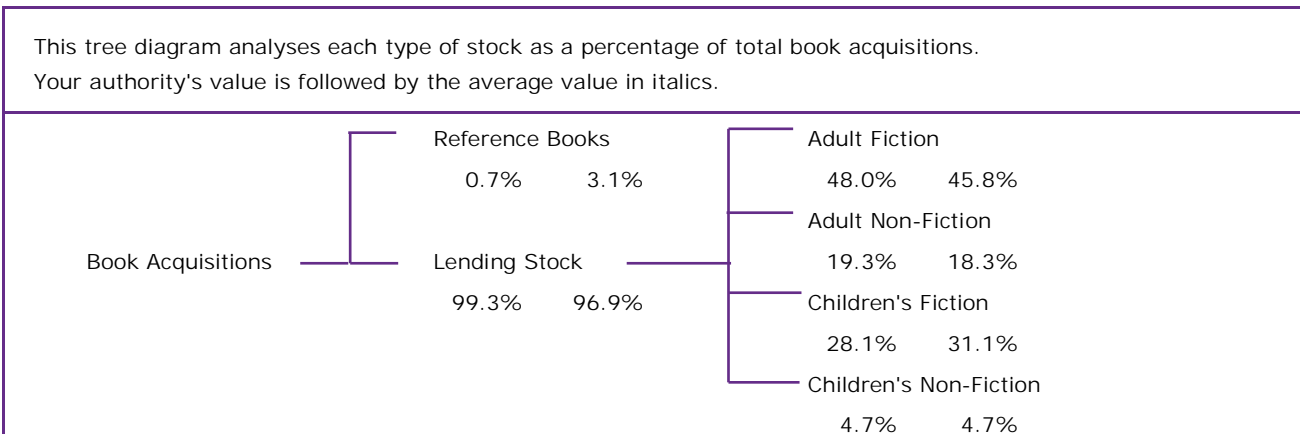 This tree diagram analyses each type of stock as a percentage of total book acquisitions.
Your authority's value is followed by the average value in italics.
Reference Books
0.7% 3.1%
Book Acquisitions
Lending Stock
99.3% 96.9%
Adult Fiction
48.0% 45.8%
Adult Non-Fiction
19.3% 18.3%
Children's Fiction
28.1% 31.1%
Children's Non-Fiction
4.7% 4.7%